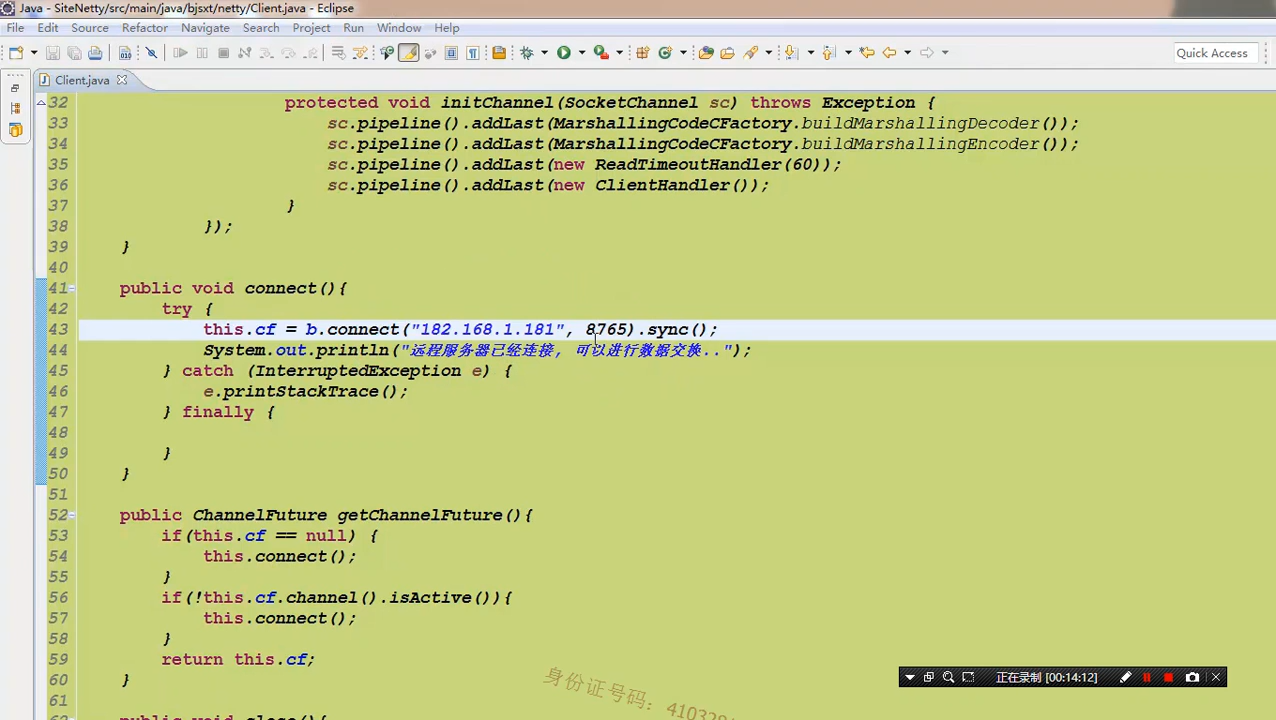 Java - SiteNetty/src/main/java/bjsxt/netty/Client.java - Eclipse
File Edit Source Refactor Navigate Search Project Run Window Help
Quick Access
Client.java
32 protected void initChannel(SocketChannel sc) throws Exception {
33 sc.pipeline().addLast(MarshallingCodeCFactory.buildMarshallingDecoder());
34 sc.pipeline().addLast(MarshallingCodeCFactory.buildMarshallingEncoder());
35 sc.pipeline().addLast(new ReadTimeoutHandler(60));
36 sc.pipeline().addLast(new ClientHandler());
37 }
38 });
39 }
40
41 public void connect(){
42 try {
43 this.cf = b.connect("182.168.1.181", 8765).sync();
44 System.out.println("远程服务器已经连接, 可以进行数据交换..");
45 } catch (InterruptedException e) {
46 e.printStackTrace();
47 } finally {
48
49 }
50 }
51
52 public ChannelFuture getChannelFuture(){
53 if(this.cf == null) {
54 this.connect();
55 }
56 if(!this.cf.channel().isActive()){
57 this.connect();
58 }
59 return this.cf;
60 }
61
public void close(){
正在录制 [00:14:12]
身份证号码：